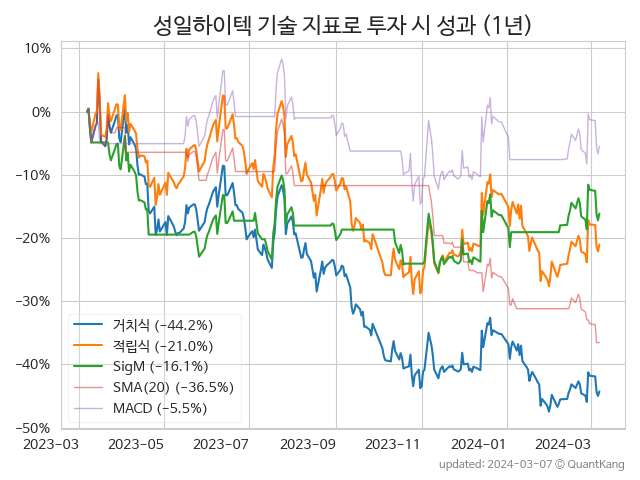 성일하이텍 기술 지표로 투자 시 성과 (1년)
10%
0%
−10%
−20%
−30%
−40%
−50%
거치식 (−44.2%)
적립식 (−21.0%)
SigM (−16.1%)
SMA(20) (−36.5%)
MACD (−5.5%)
2023-03 2023-05 2023-07 2023-09 2023-11 2024-01 2024-03
updated: 2024-03-07 ⓒ QuantKang